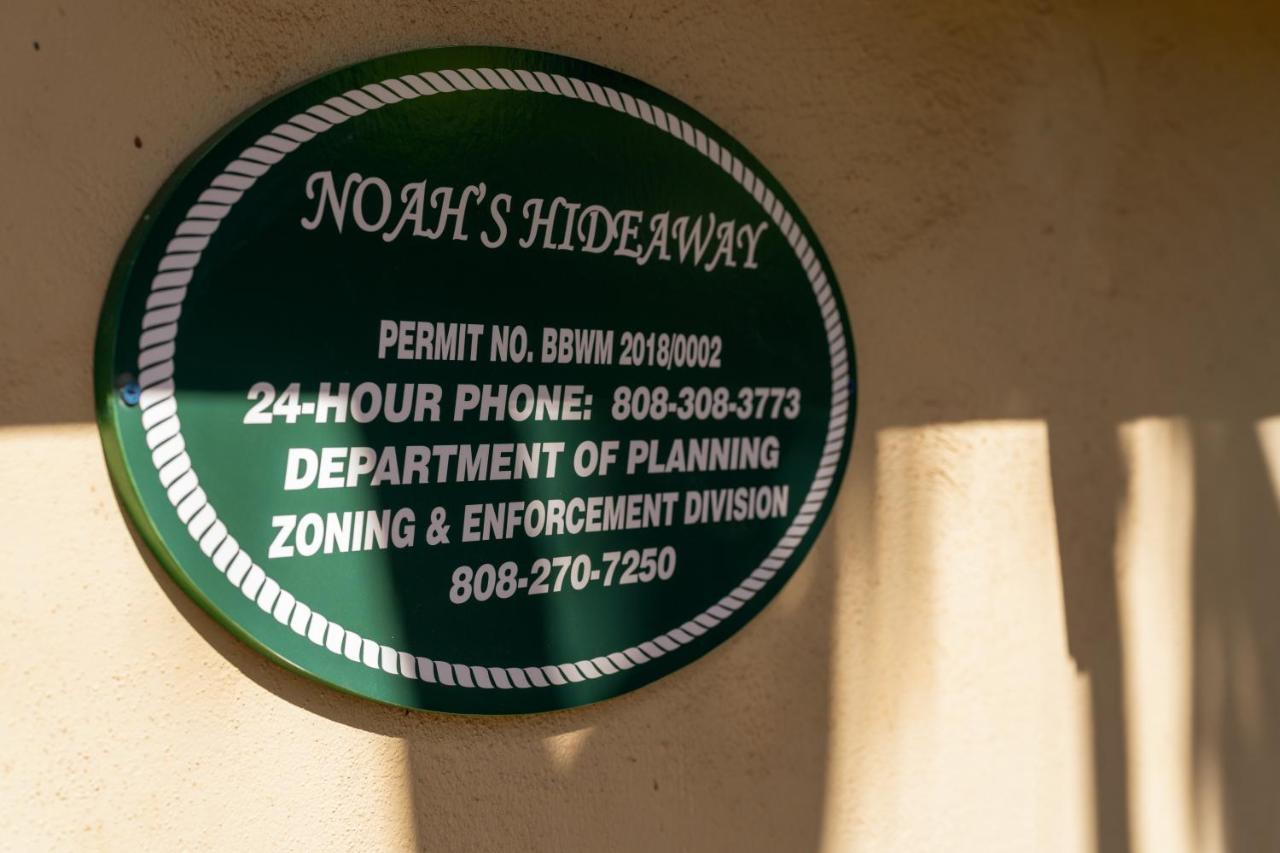 NOAH'S HIDEAWAY
PERMIT NO. BBWM 2018/0002
24-HOUR PHONE: 808-308-3773
DEPARTMENT OF PLANNING
ZONING & ENFORCEMENT DIVISION
808-270-7250